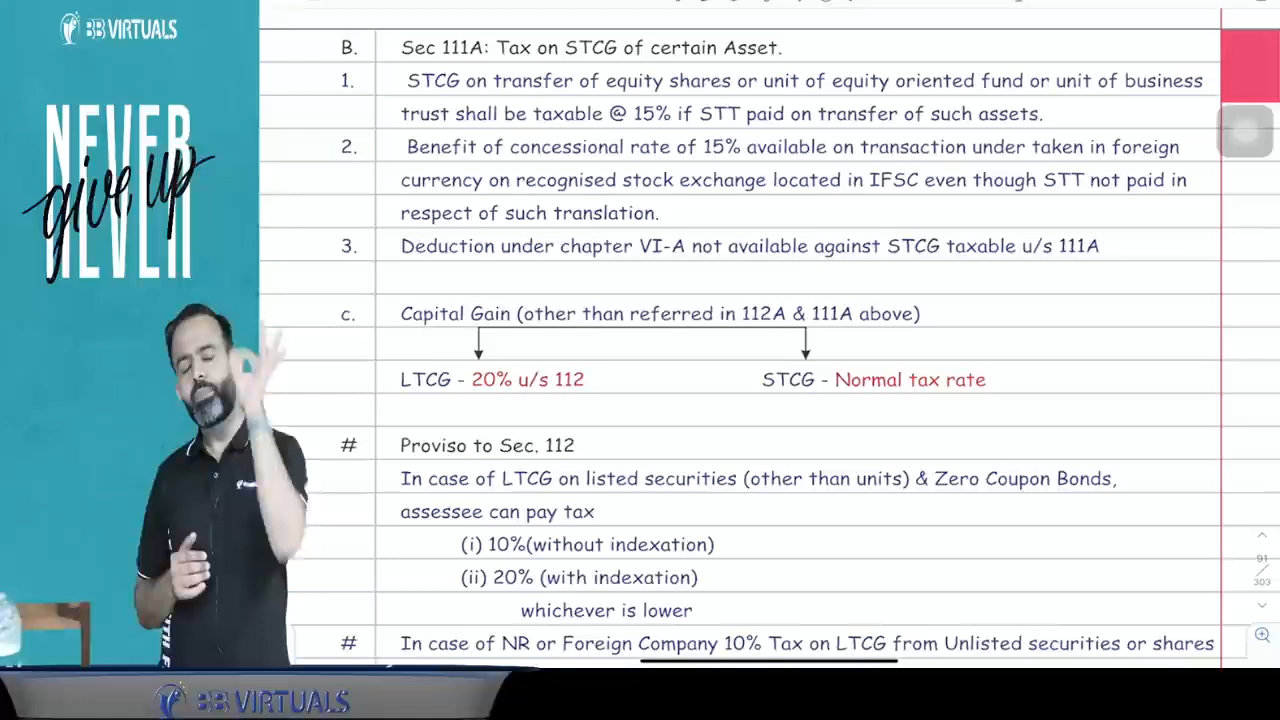 BB VIRTUALS
NEVER
give up
NEVER
B. Sec 111A: Tax on STCG of certain Asset.
1. STCG on transfer of equity shares or unit of equity oriented fund or unit of business
trust shall be taxable @ 15% if STT paid on transfer of such assets.
2. Benefit of concessional rate of 15% available on transaction under taken in foreign
currency on recognised stock exchange located in IFSC even though STT not paid in
respect of such translation.
3. Deduction under chapter VI-A not available against STCG taxable u/s 111A
c. Capital Gain (other than referred in 112A & 111A above)
LTCG - 20% u/s 112 STCG - Normal tax rate
# Proviso to Sec. 112
In case of LTCG on listed securities (other than units) & Zero Coupon Bonds,
assessee can pay tax
(i) 10%(without indexation)
(ii) 20% (with indexation)
whichever is lower
# In case of NR or Foreign Company 10% Tax on LTCG from Unlisted securities or shares
91
303
BB VIRTUALS